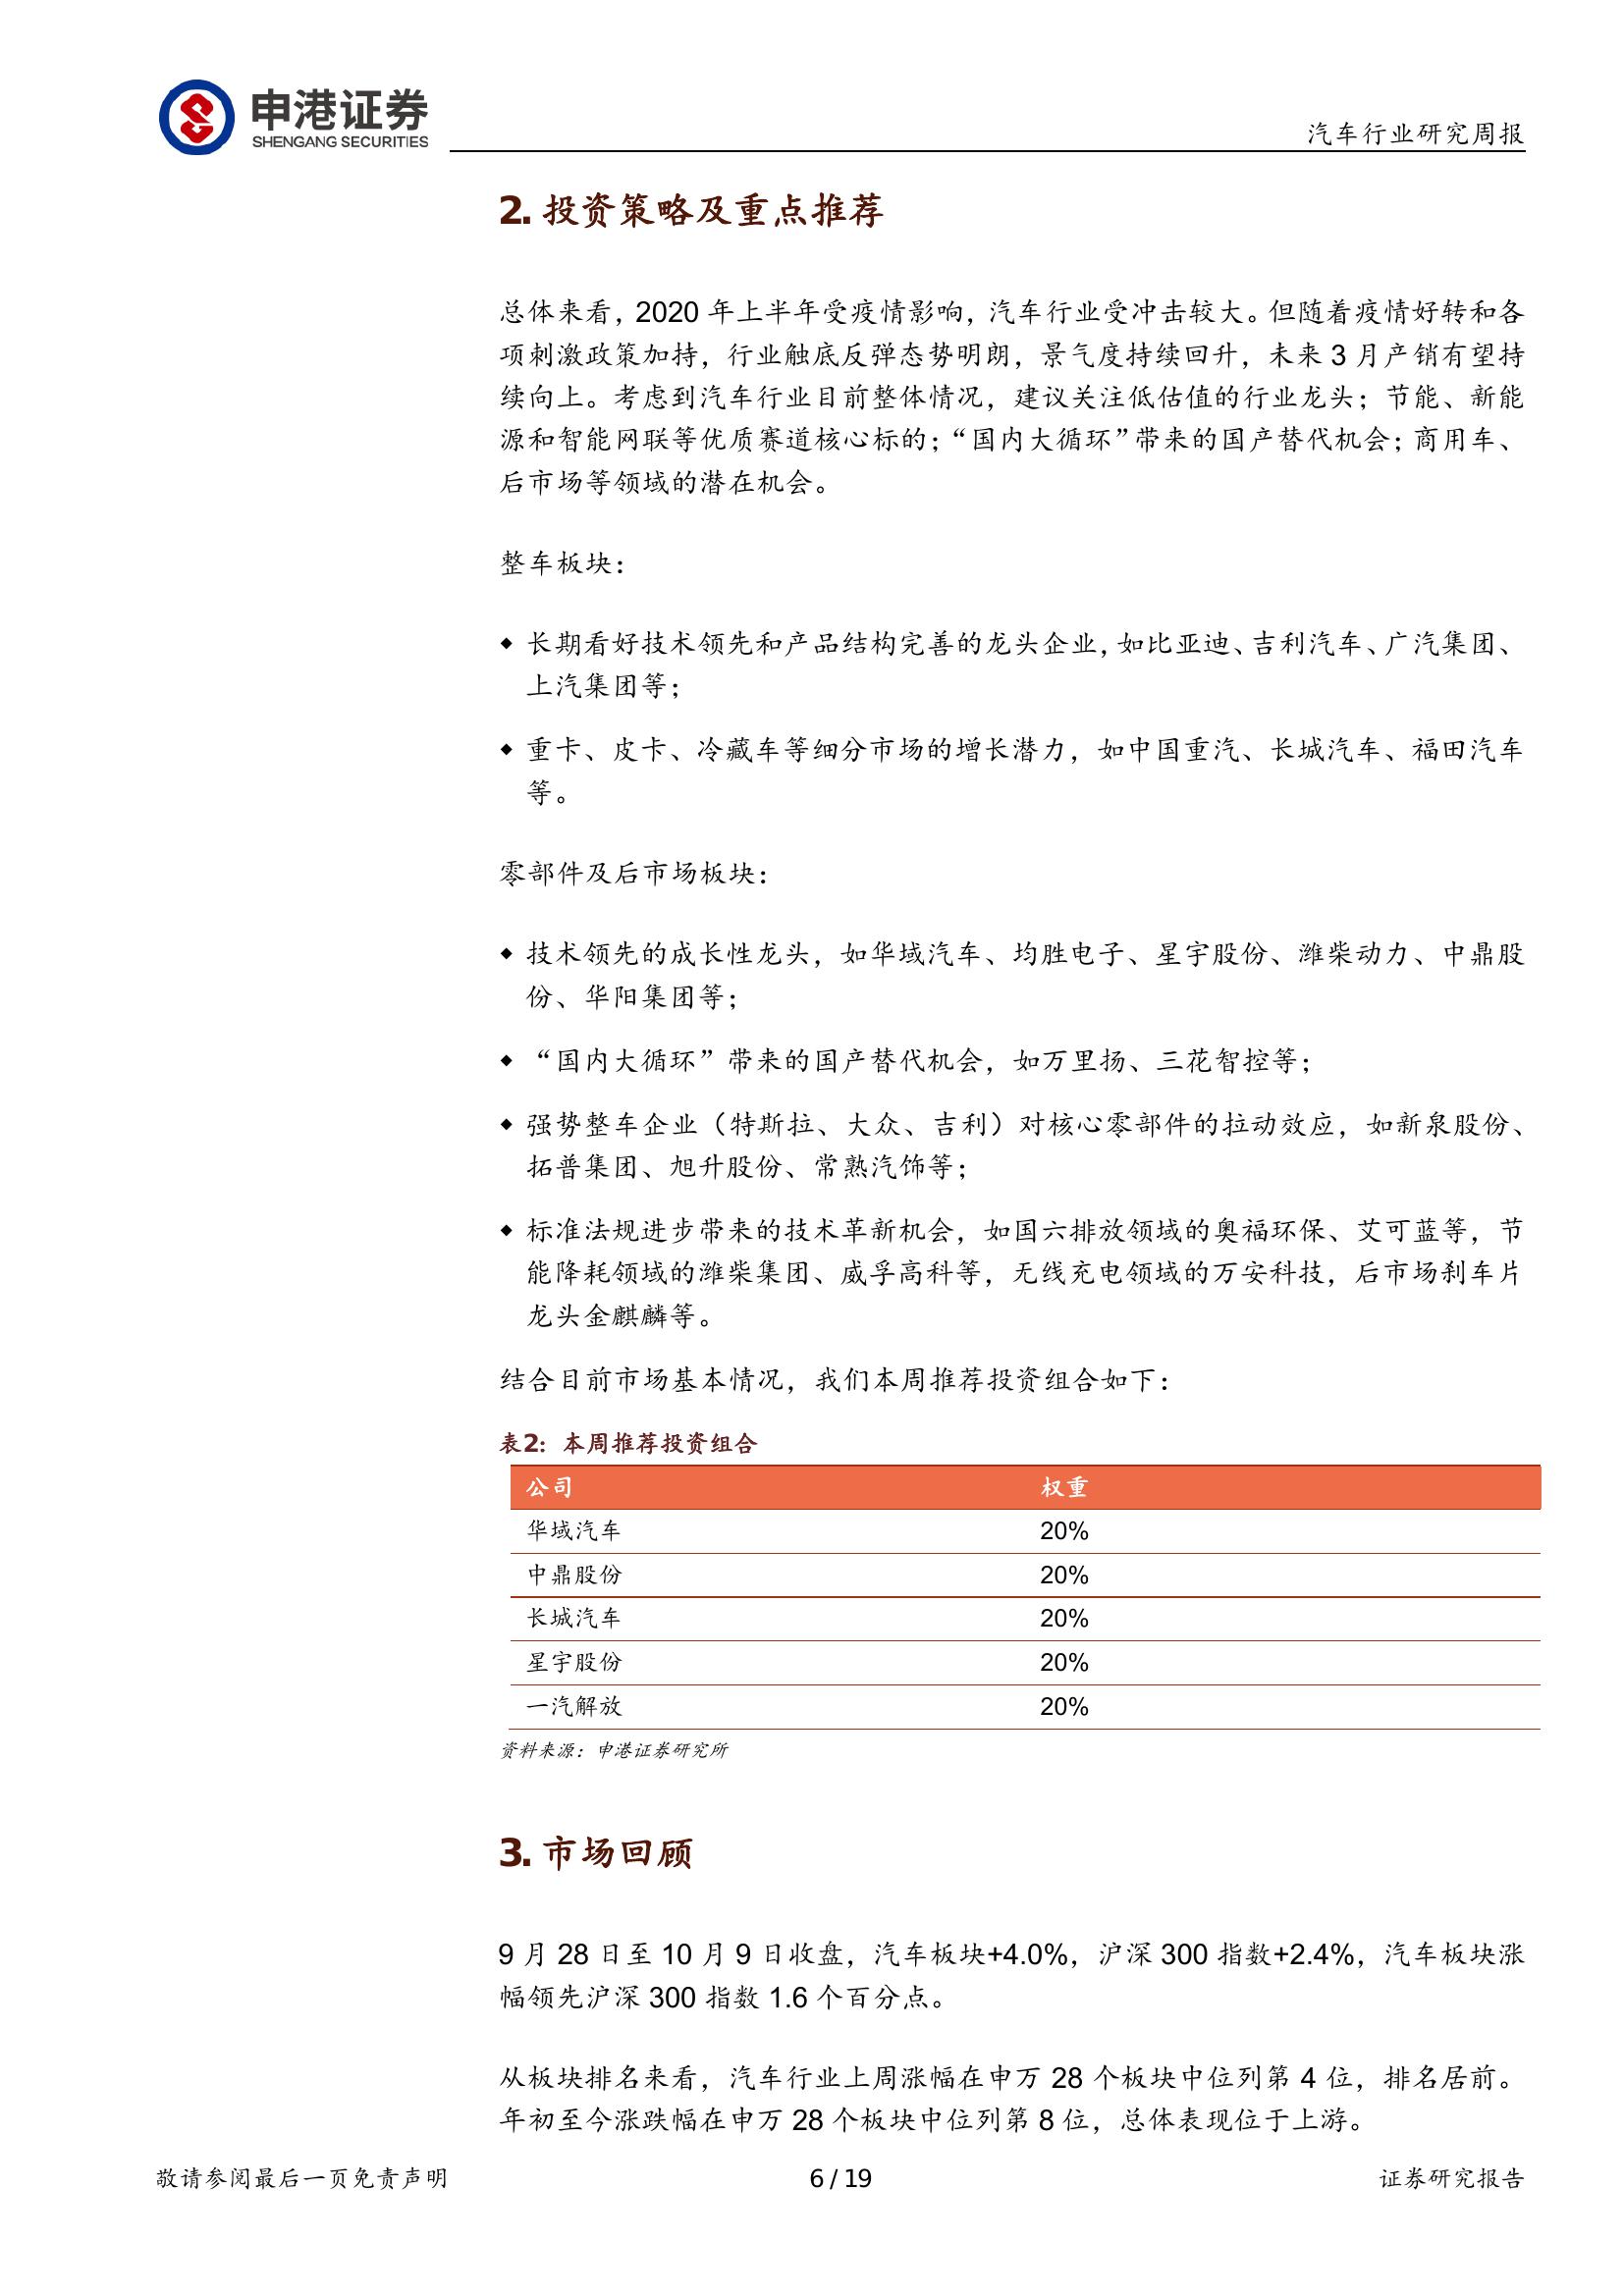 申港证券
SHENGANG SECURITIES
汽车行业研究周报
2. 投资策略及重点推荐
总体来看，2020 年上半年受疫情影响，汽车行业受冲击较大。但随着疫情好转和各
项刺激政策加持，行业触底反弹态势明朗，景气度持续回升，未来 3 月产销有望持
续向上。考虑到汽车行业目前整体情况，建议关注低估值的行业龙头；节能、新能
源和智能网联等优质赛道核心标的；“国内大循环”带来的国产替代机会；商用车、
后市场等领域的潜在机会。
整车板块：
◆ 长期看好技术领先和产品结构完善的龙头企业，如比亚迪、吉利汽车、广汽集团、
上汽集团等；
◆ 重卡、皮卡、冷藏车等细分市场的增长潜力，如中国重汽、长城汽车、福田汽车
等。
零部件及后市场板块：
◆ 技术领先的成长性龙头，如华域汽车、均胜电子、星宇股份、潍柴动力、中鼎股
份、华阳集团等；
◆ “国内大循环”带来的国产替代机会，如万里扬、三花智控等；
◆ 强势整车企业（特斯拉、大众、吉利）对核心零部件的拉动效应，如新泉股份、
拓普集团、旭升股份、常熟汽饰等；
◆ 标准法规进步带来的技术革新机会，如国六排放领域的奥福环保、艾可蓝等，节
能降耗领域的潍柴集团、威孚高科等，无线充电领域的万安科技，后市场刹车片
龙头金麒麟等。
结合目前市场基本情况，我们本周推荐投资组合如下：
表2：本周推荐投资组合
公司 权重
华域汽车 20%
中鼎股份 20%
长城汽车 20%
星宇股份 20%
一汽解放 20%
资料来源：申港证券研究所
3. 市场回顾
9 月 28 日至 10 月 9 日收盘，汽车板块+4.0%，沪深 300 指数+2.4%，汽车板块涨
幅领先沪深 300 指数 1.6 个百分点。
从板块排名来看，汽车行业上周涨幅在申万 28 个板块中位列第 4 位，排名居前。
年初至今涨跌幅在申万 28 个板块中位列第 8 位，总体表现位于上游。
敬请参阅最后一页免责声明 6 / 19 证券研究报告